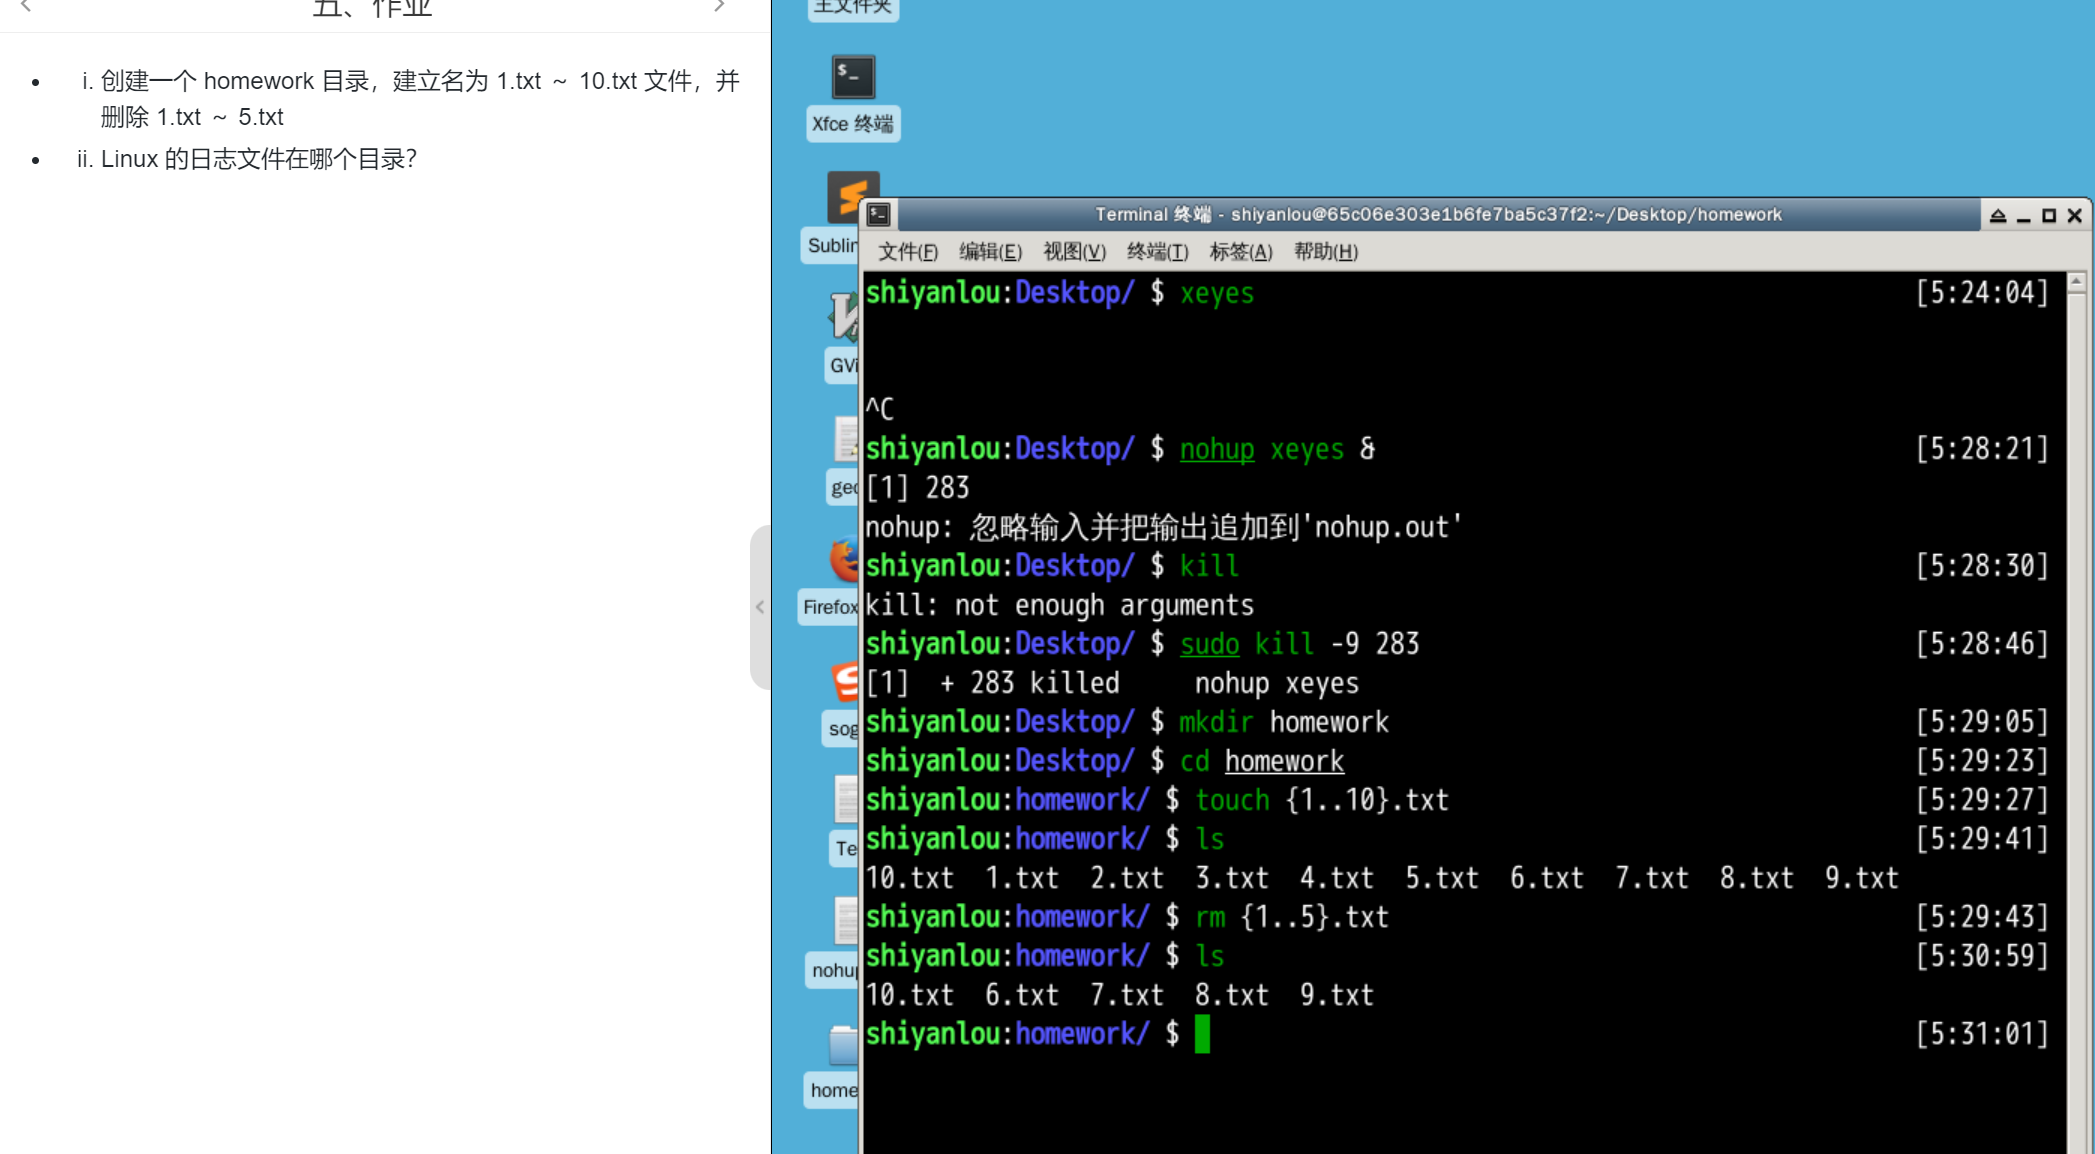 五、作业
i. 创建一个 homework 目录，建立名为 1.txt ～ 10.txt 文件，并
删除 1.txt ～ 5.txt
ii. Linux 的日志文件在哪个目录？
主文件夹
Xfce 终端
Sublin
GVi
ged
Firefox
sog
Te
nohup
home
Terminal 终端 - shiyanlou@65c06e303e1b6fe7ba5c37f2:~/Desktop/homework
文件(F) 编辑(E) 视图(V) 终端(T) 标签(A) 帮助(H)
shiyanlou:Desktop/ $ xeyes [5:24:04]
^C
shiyanlou:Desktop/ $ nohup xeyes & [5:28:21]
[1] 283
nohup: 忽略输入并把输出追加到'nohup.out'
shiyanlou:Desktop/ $ kill [5:28:30]
kill: not enough arguments
shiyanlou:Desktop/ $ sudo kill -9 283 [5:28:46]
[1]  + 283 killed     nohup xeyes
shiyanlou:Desktop/ $ mkdir homework [5:29:05]
shiyanlou:Desktop/ $ cd homework [5:29:23]
shiyanlou:homework/ $ touch {1..10}.txt [5:29:27]
shiyanlou:homework/ $ ls [5:29:41]
10.txt  1.txt  2.txt  3.txt  4.txt  5.txt  6.txt  7.txt  8.txt  9.txt
shiyanlou:homework/ $ rm {1..5}.txt [5:29:43]
shiyanlou:homework/ $ ls [5:30:59]
10.txt  6.txt  7.txt  8.txt  9.txt
shiyanlou:homework/ $ [5:31:01]